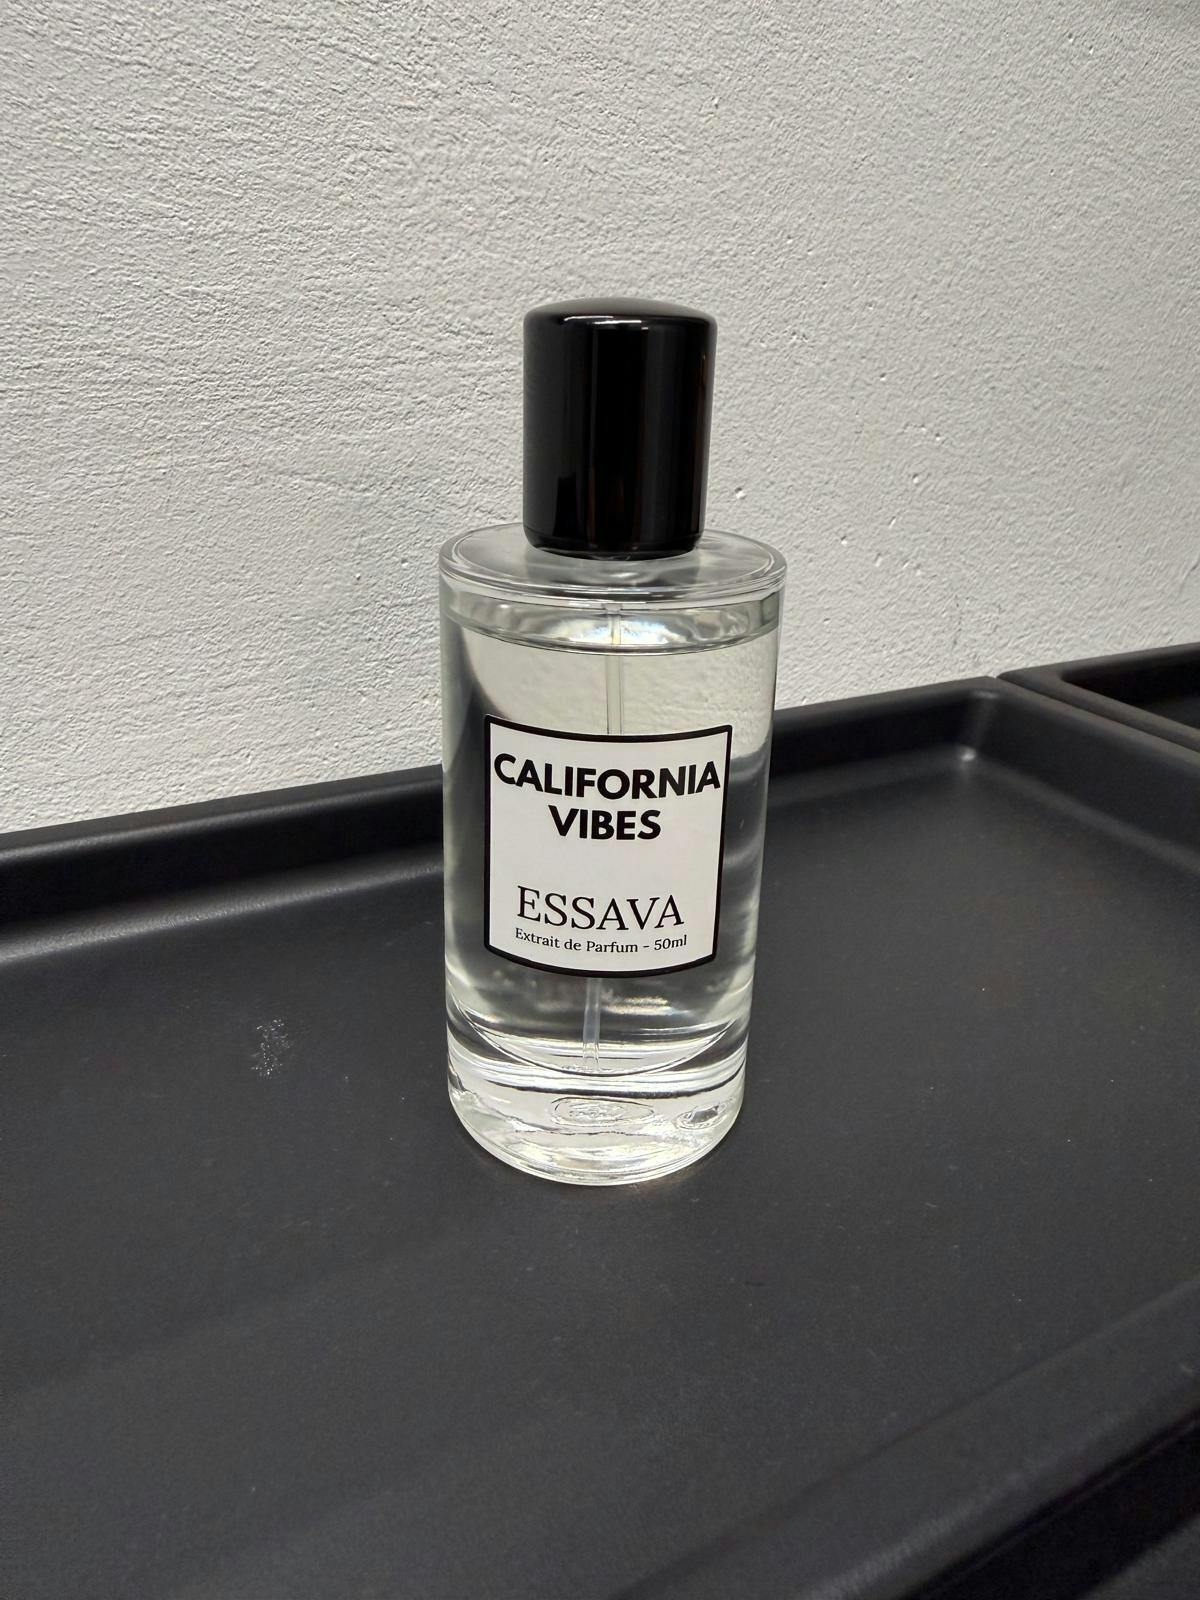 CALIFORNIA
VIBES
ESSAVA
Extrait de Parfum - 50ml